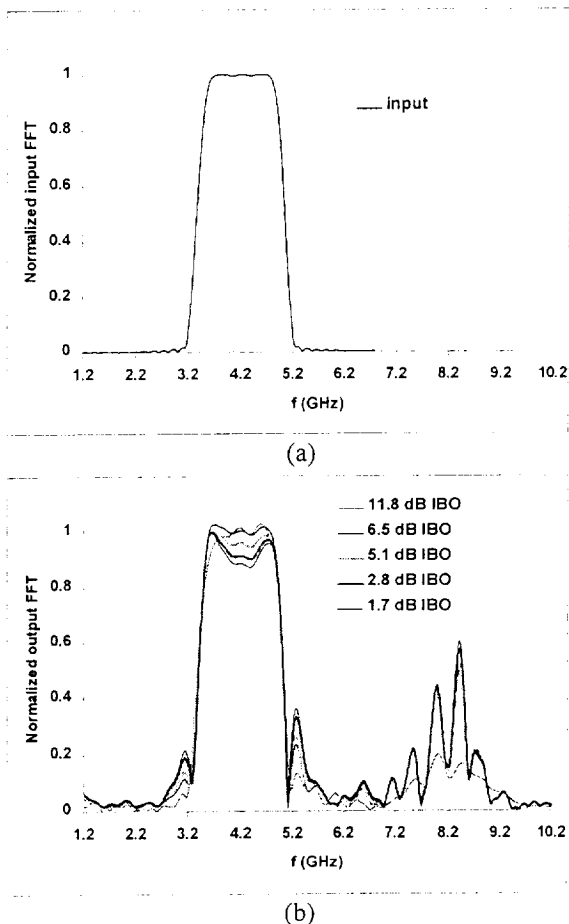 Normalized input FFT
1
0.8
0.6
0.4
0.2
0
input
1.2 2.2 3.2 4.2 5.2 6.2 7.2 8.2 9.2 10.2
f (GHz)
(a)
Normalized output FFT
1
0.8
0.6
0.4
0.2
0
11.8 dB IBO
6.5 dB IBO
5.1 dB IBO
2.8 dB IBO
1.7 dB IBO
1.2 2.2 3.2 4.2 5.2 6.2 7.2 8.2 9.2 10.2
f (GHz)
(b)